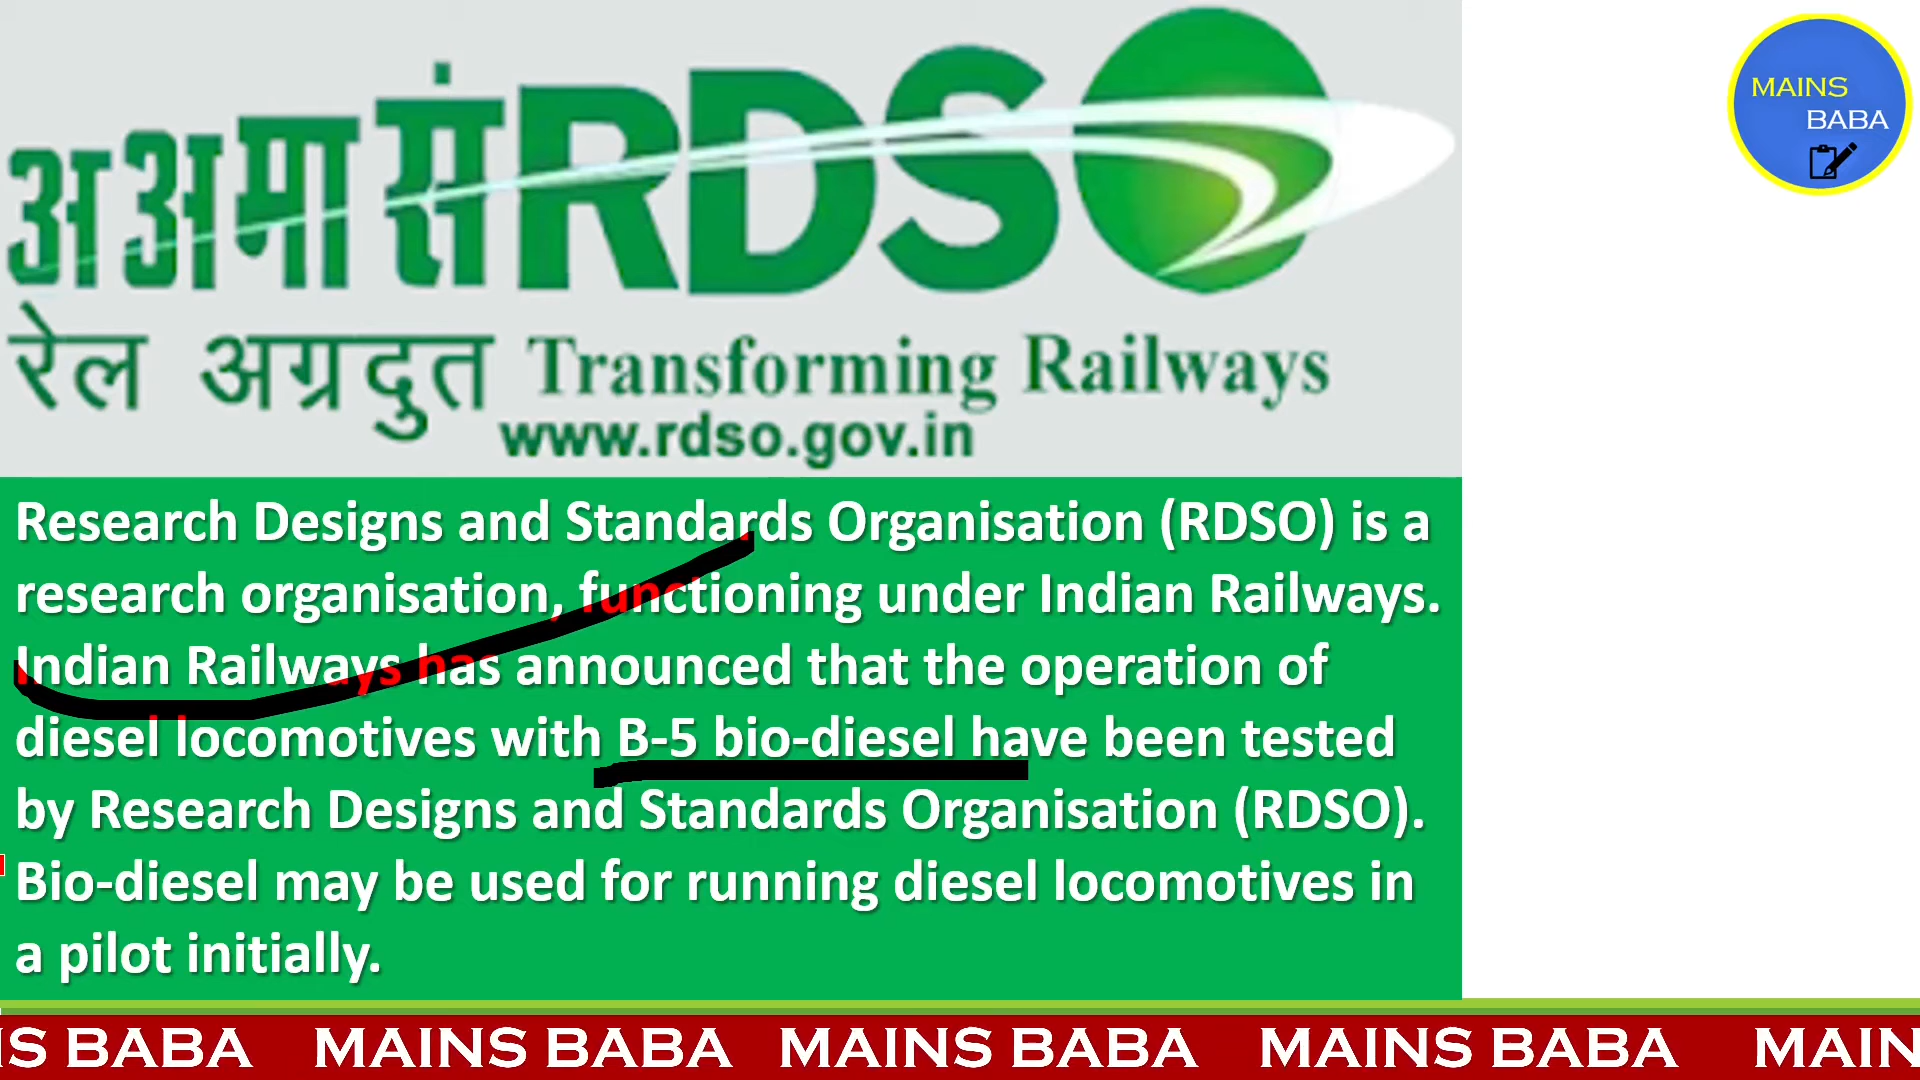 अ अ मा सं RDSO
रेल अग्रदुत Transforming Railways
www.rdso.gov.in
MAINS
BABA
Research Designs and Standards Organisation (RDSO) is a
research organisation, functioning under Indian Railways.
Indian Railways has announced that the operation of
diesel locomotives with B-5 bio-diesel have been tested
by Research Designs and Standards Organisation (RDSO).
Bio-diesel may be used for running diesel locomotives in
a pilot initially.
IS BABA MAINS BABA MAINS BABA MAINS BABA MAIN